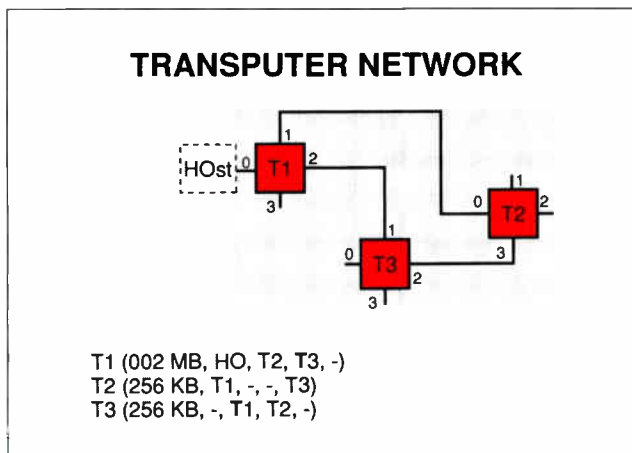 TRANSPUTER NETWORK
HOst
0
1
T1
2
3
0
1
T2
2
3
0
1
T3
2
3
T1 (002 MB, HO, T2, T3, -)
T2 (256 KB, T1, -, -, T3)
T3 (256 KB, -, T1, T2, -)